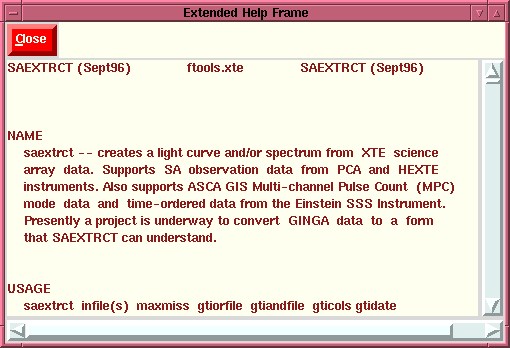 Extended Help Frame
Close
SAEXTRCT (Sept96) ftools.xte SAEXTRCT (Sept96)
NAME
saextrct -- creates a light curve and/or spectrum from XTE science
array data. Supports SA observation data from PCA and HEXTE
instruments. Also supports ASCA GIS Multi-channel Pulse Count (MPC)
mode data and time-ordered data from the Einstein SSS Instrument.
Presently a project is underway to convert GINGA data to a form
that SAEXTRCT can understand.
USAGE
saextrct infile(s) maxmiss gtiorfile gtiandfile gticols gtidate